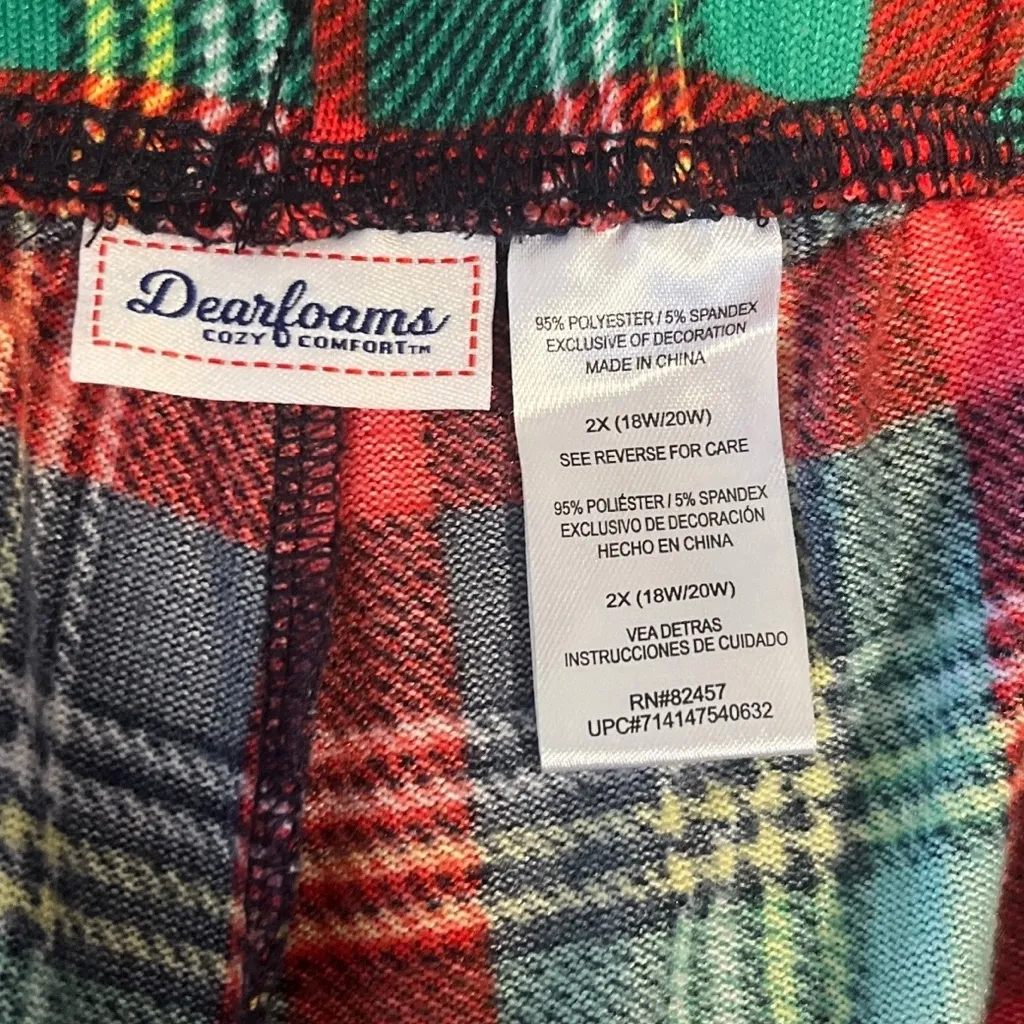 Dearfoams
COZY COMFORT™
95% POLYESTER / 5% SPANDEX
EXCLUSIVE OF DECORATION
MADE IN CHINA
2X (18W/20W)
SEE REVERSE FOR CARE
95% POLIÉSTER / 5% SPANDEX
EXCLUSIVO DE DECORACIÓN
HECHO EN CHINA
2X (18W/20W)
VEA DETRAS
INSTRUCCIONES DE CUIDADO
RN#82457
UPC#714147540632